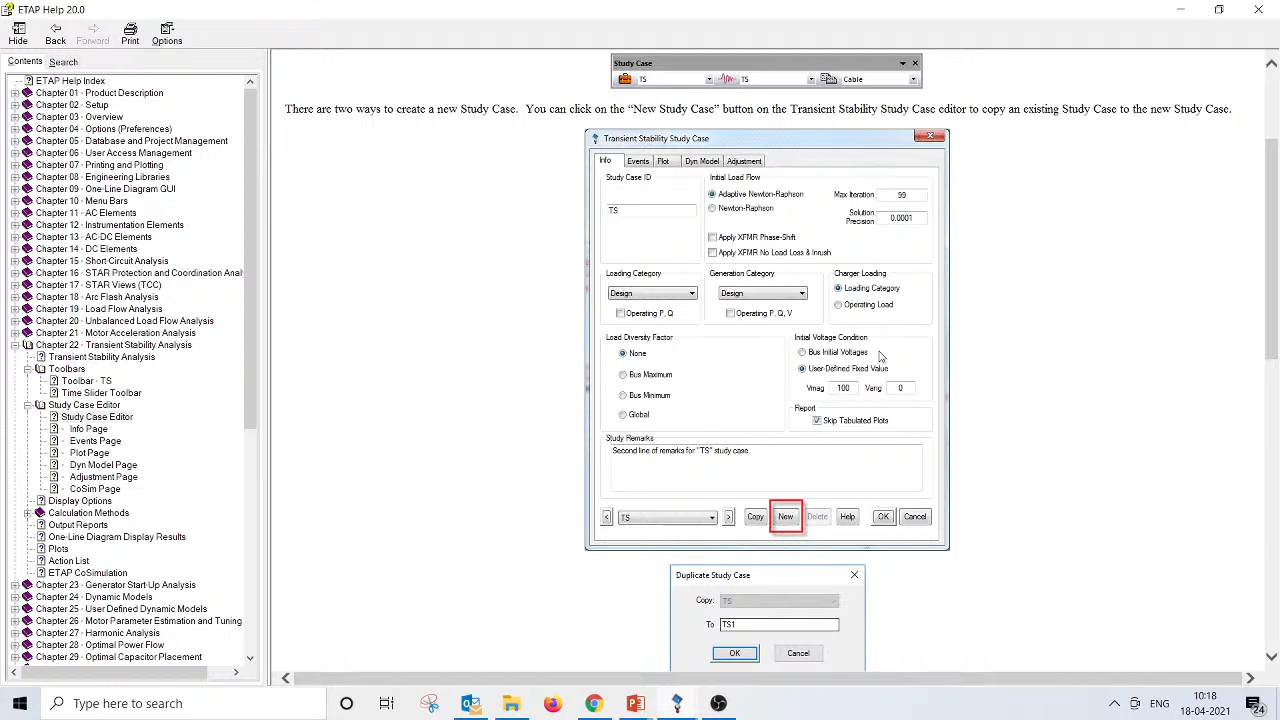 ETAP Help 20.0
Hide Back Forward Print Options
Contents Search
ETAP Help Index
Chapter 01 - Product Description
Chapter 02 - Setup
Chapter 03 - Overview
Chapter 04 - Options (Preferences)
Chapter 05 - Database and Project Management
Chapter 06 - User Access Management
Chapter 07 - Printing and Plotting
Chapter 08 - Engineering Libraries
Chapter 09 - One-Line Diagram GUI
Chapter 10 - Menu Bars
Chapter 11 - AC Elements
Chapter 12 - Instrumentation Elements
Chapter 13 - AC-DC Elements
Chapter 14 - DC Elements
Chapter 15 - Short-Circuit Analysis
Chapter 16 - STAR Protection and Coordination Anal
Chapter 17 - STAR Views (TCC)
Chapter 18 - Arc Flash Analysis
Chapter 19 - Load Flow Analysis
Chapter 20 - Unbalanced Load Flow Analysis
Chapter 21 - Motor Acceleration Analysis
Chapter 22 - Transient Stability Analysis
Transient Stability Analysis
Toolbars
Toolbar - TS
Time Slider Toolbar
Study Case Editor
Study Case Editor
- Info Page
- Events Page
- Plot Page
- Dyn Model Page
- Adjustment Page
- CoSim Page
Display Options
Calculation Methods
Output Reports
One-Line Diagram Display Results
Plots
Action List
ETAP CoSimulation
Chapter 23 - Generator Start-Up Analysis
Chapter 24 - Dynamic Models
Chapter 25 - User Defined Dynamic Models
Chapter 26 - Motor Parameter Estimation and Tuning
Chapter 27 - Harmonic Analysis
Chapter 28 - Optimal Power Flow
Chapter 29 - Optimal Capacitor Placement
Study Case
TS TS Cable
There are two ways to create a new Study Case. You can click on the “New Study Case” button on the Transient Stability Study Case editor to copy an existing Study Case to the new Study Case.
Transient Stability Study Case
Info Events Plot Dyn Model Adjustment
Study Case ID
TS
Initial Load Flow
Adaptive Newton-Raphson
Newton-Raphson
Max Iteration 99
Solution
Precision 0.0001
Apply XFMR Phase-Shift
Apply XFMR No Load Loss & Inrush
Loading Category
Design
Operating P, Q
Generation Category
Design
Operating P, Q, V
Charger Loading
Loading Category
Operating Load
Load Diversity Factor
None
Bus Maximum
Bus Minimum
Global
Initial Voltage Condition
Bus Initial Voltages
User-Defined Fixed Value
Vmag 100 Vang 0
Report
Skip Tabulated Plots
Study Remarks
Second line of remarks for "TS" study case.
< TS > Copy New Delete Help OK Cancel
Duplicate Study Case
Copy: TS
To TS1
OK Cancel
Type here to search
ENG
10:18
18-04-2021
24